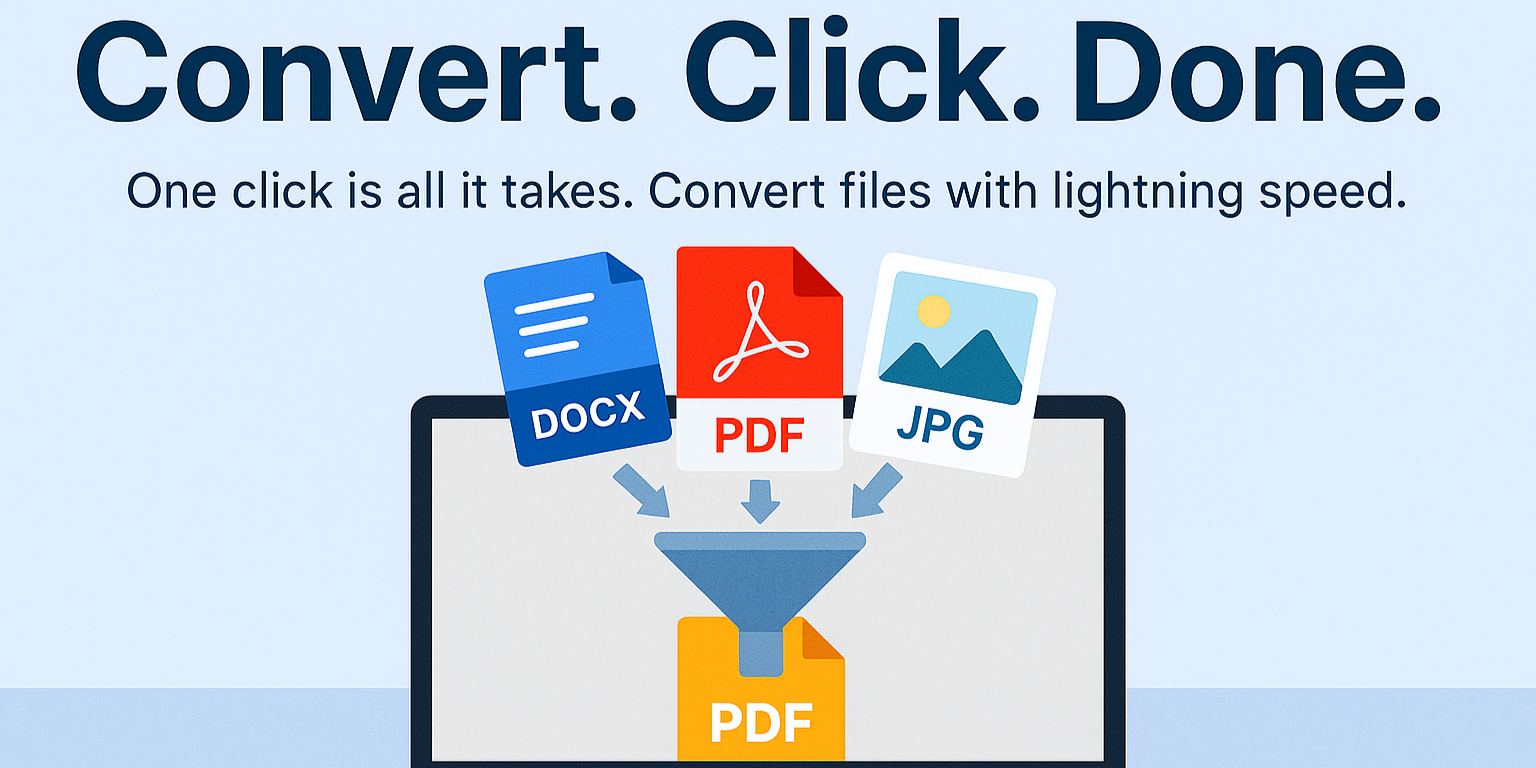 Convert. Click. Done.
One click is all it takes. Convert files with lightning speed.
DOCX
PDF
JPG
PDF